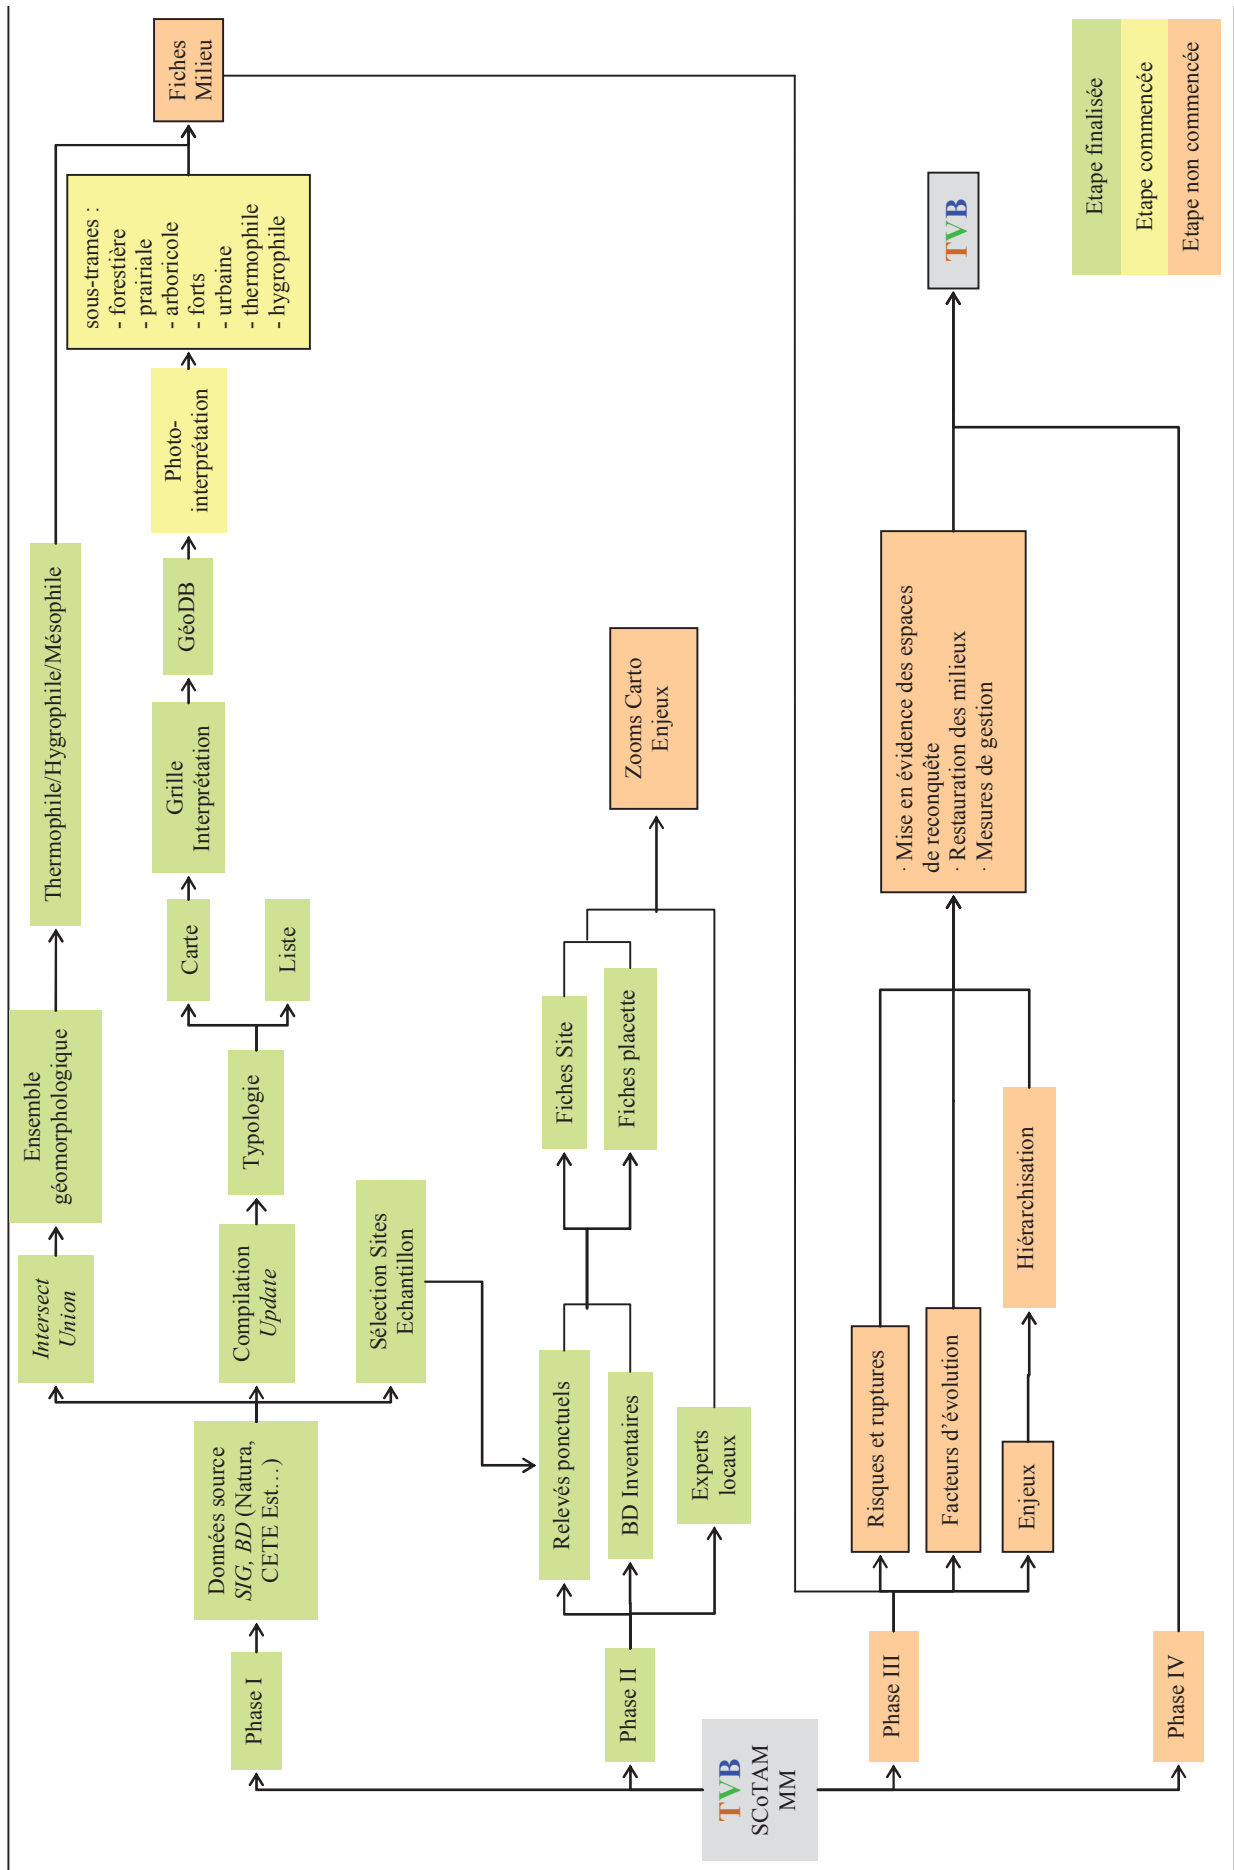 TVB
SCoTAM
MM
Phase I
Données source
SIG, BD (Natura,
CETE Est…)
Intersect
Union
Ensemble
géomorphologique
Thermophile/Hygrophile/Mésophile
Compilation
Update
Typologie
Carte
Liste
Grille
Interprétation
GéoDB
Photo-
interprétation
sous-trames :
- forestière
- prairiale
- arboricole
- forts
- urbaine
- thermophile
- hygrophile
Fiches
Milieu
Sélection Sites
Echantillon
Phase II
Relevés ponctuels
BD Inventaires
Experts
locaux
Fiches Site
Fiches placette
Zooms Carto
Enjeux
Phase III
Risques et ruptures
Facteurs d’évolution
Enjeux
Hiérarchisation
· Mise en évidence des espaces
de reconquête
· Restauration des milieux
· Mesures de gestion
TVB
Phase IV
Etape finalisée
Etape commencée
Etape non commencée